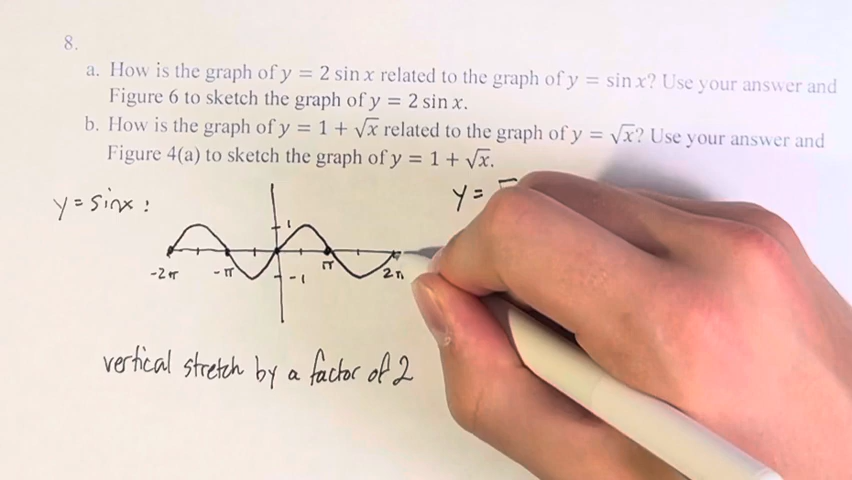 8.
a. How is the graph of y = 2 sin x related to the graph of y = sin x? Use your answer and
Figure 6 to sketch the graph of y = 2 sin x.
b. How is the graph of y = 1 + √x related to the graph of y = √x? Use your answer and
Figure 4(a) to sketch the graph of y = 1 + √x.
y = sinx :
y =
1
-2π
-π
-1
π
2π
vertical stretch by a factor of 2